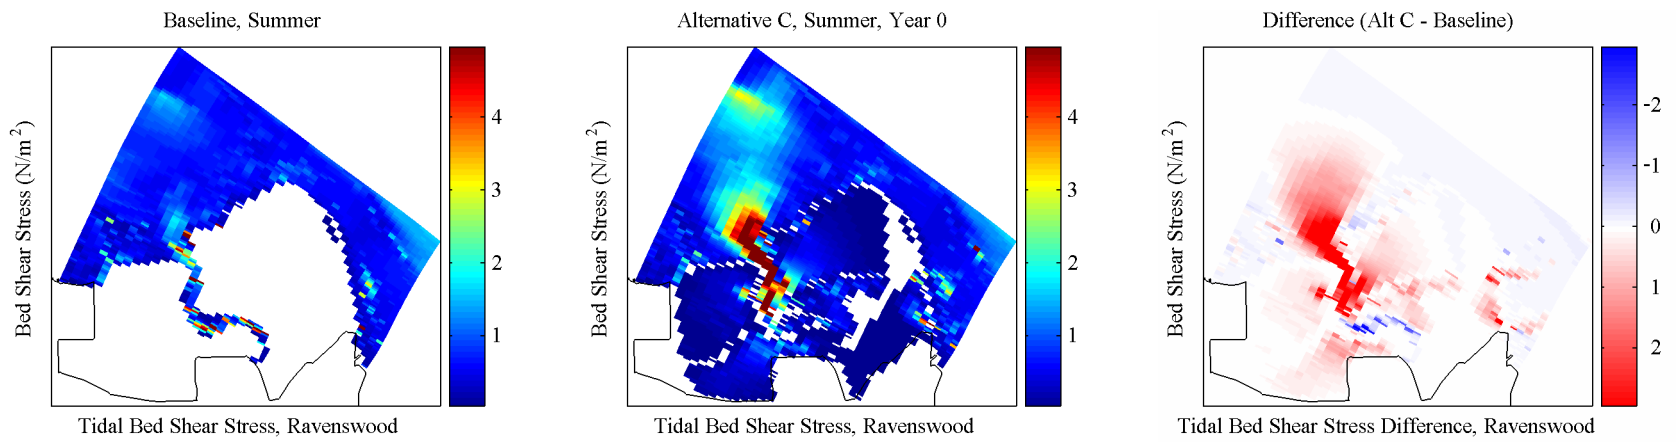 Baseline, Summer
Bed Shear Stress (N/m2)
4
3
2
1
Tidal Bed Shear Stress, Ravenswood
Alternative C, Summer, Year 0
Bed Shear Stress (N/m2)
4
3
2
1
Tidal Bed Shear Stress, Ravenswood
Difference (Alt C - Baseline)
Bed Shear Stress (N/m2)
-2
-1
0
1
2
Tidal Bed Shear Stress Difference, Ravenswood